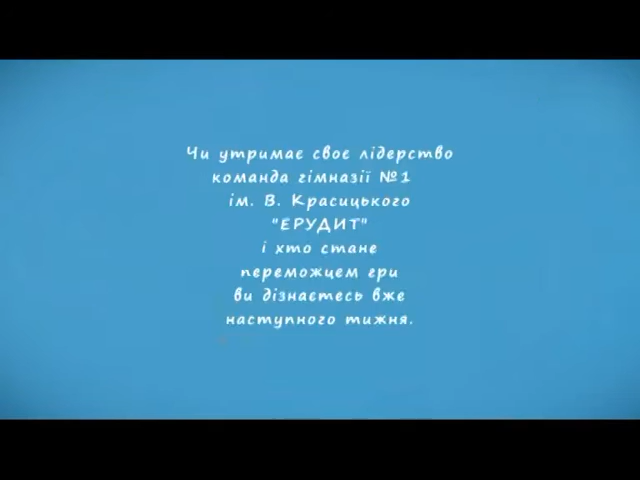 Чи утримає своє лідерство
команда гімназії №1
ім. В. Красицького
"ЕРУДИТ"
і хто стане
переможцем гри
ви дізнаєтесь вже
наступного тижня.